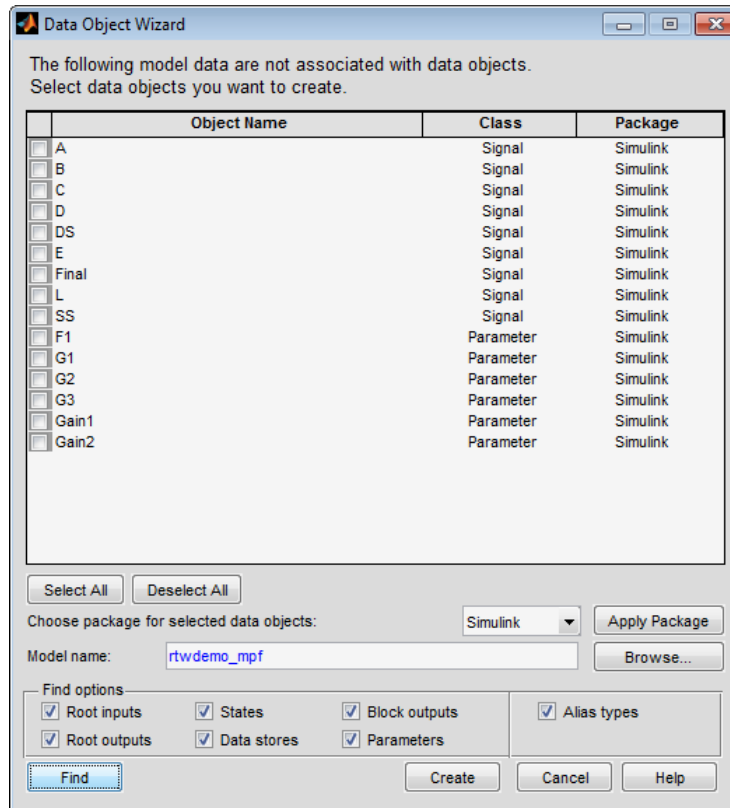 Data Object Wizard
The following model data are not associated with data objects.
Select data objects you want to create.
Object Name Class Package
A Signal Simulink
B Signal Simulink
C Signal Simulink
D Signal Simulink
DS Signal Simulink
E Signal Simulink
Final Signal Simulink
L Signal Simulink
SS Signal Simulink
F1 Parameter Simulink
G1 Parameter Simulink
G2 Parameter Simulink
G3 Parameter Simulink
Gain1 Parameter Simulink
Gain2 Parameter Simulink
Select All Deselect All
Choose package for selected data objects: Simulink Apply Package
Model name: rtwdemo_mpf Browse...
Find options
Root inputs States Block outputs Alias types
Root outputs Data stores Parameters
Find Create Cancel Help